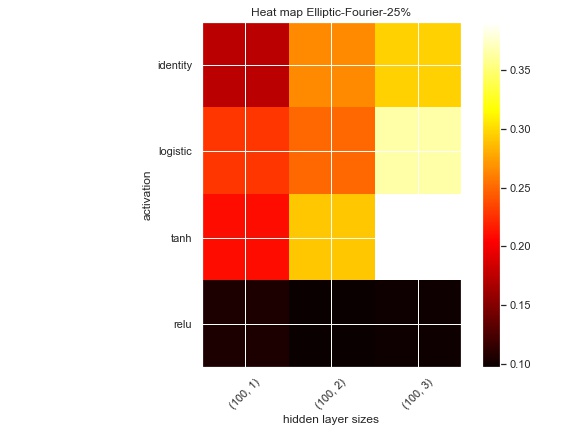 Heat map Elliptic-Fourier-25%
identity
logistic
tanh
relu
activation
(100, 1)
(100, 2)
(100, 3)
hidden layer sizes
0.35
0.30
0.25
0.20
0.15
0.10